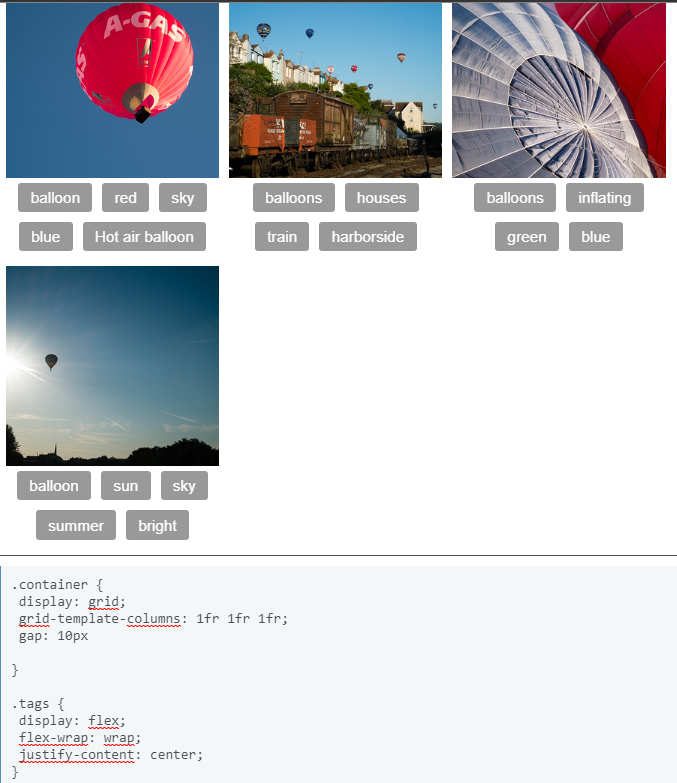 A-GAS
balloon red sky
blue Hot air balloon
balloons houses
train harborside
balloons inflating
green blue
balloon sun sky
summer bright
.container {
display: grid;
grid-template-columns: 1fr 1fr 1fr;
gap: 10px
}
.tags {
display: flex;
flex-wrap: wrap;
justify-content: center;
}